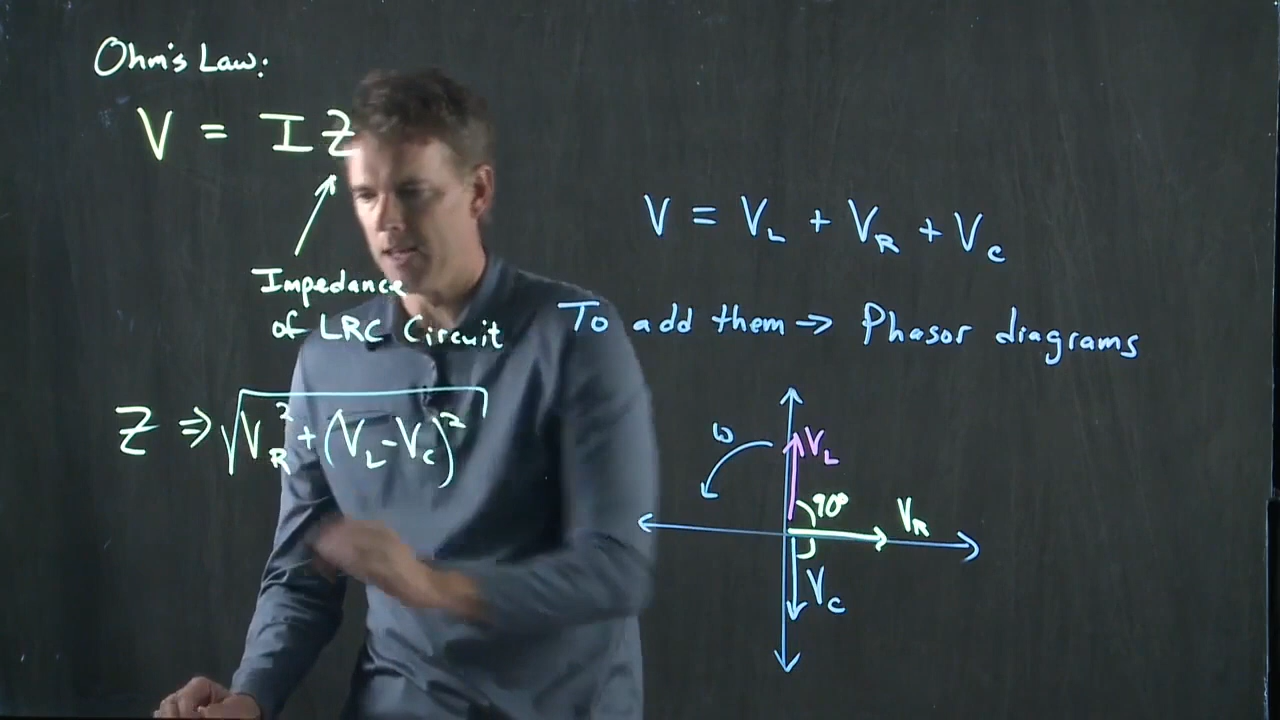 Ohm's Law:
V = IZ
Impedance
of LRC Circuit
Z ⇒ √(V_R² + (V_L - V_C)²)
V = V_L + V_R + V_C
To add them → Phasor diagrams
ω
V_L
90°
V_R
V_C